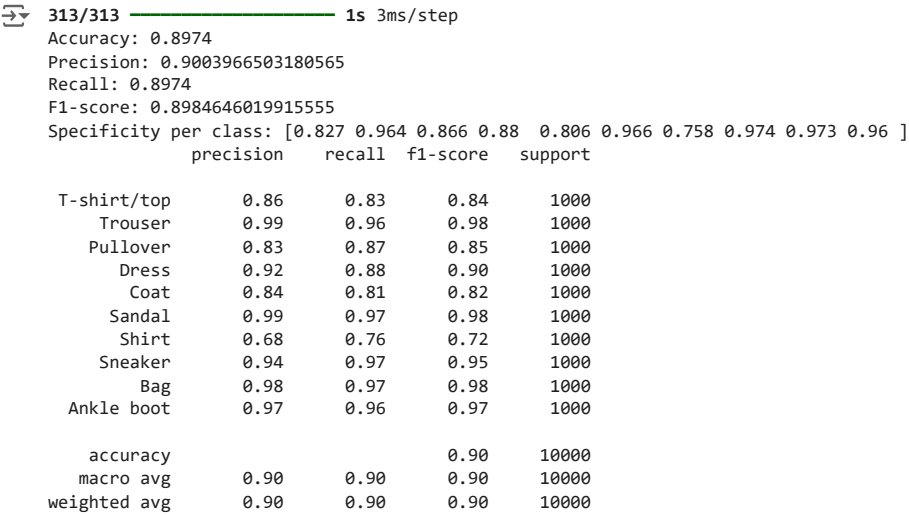 313/313 ━━━━━━━━━━━━━━━━━━━━ 1s 3ms/step
Accuracy: 0.8974
Precision: 0.9003966503180565
Recall: 0.8974
F1-score: 0.8984646019915555
Specificity per class: [0.827 0.964 0.866 0.88  0.806 0.966 0.758 0.974 0.973 0.96 ]
precision recall f1-score support
T-shirt/top 0.86 0.83 0.84 1000
Trouser 0.99 0.96 0.98 1000
Pullover 0.83 0.87 0.85 1000
Dress 0.92 0.88 0.90 1000
Coat 0.84 0.81 0.82 1000
Sandal 0.99 0.97 0.98 1000
Shirt 0.68 0.76 0.72 1000
Sneaker 0.94 0.97 0.95 1000
Bag 0.98 0.97 0.98 1000
Ankle boot 0.97 0.96 0.97 1000
accuracy 0.90 10000
macro avg 0.90 0.90 0.90 10000
weighted avg 0.90 0.90 0.90 10000